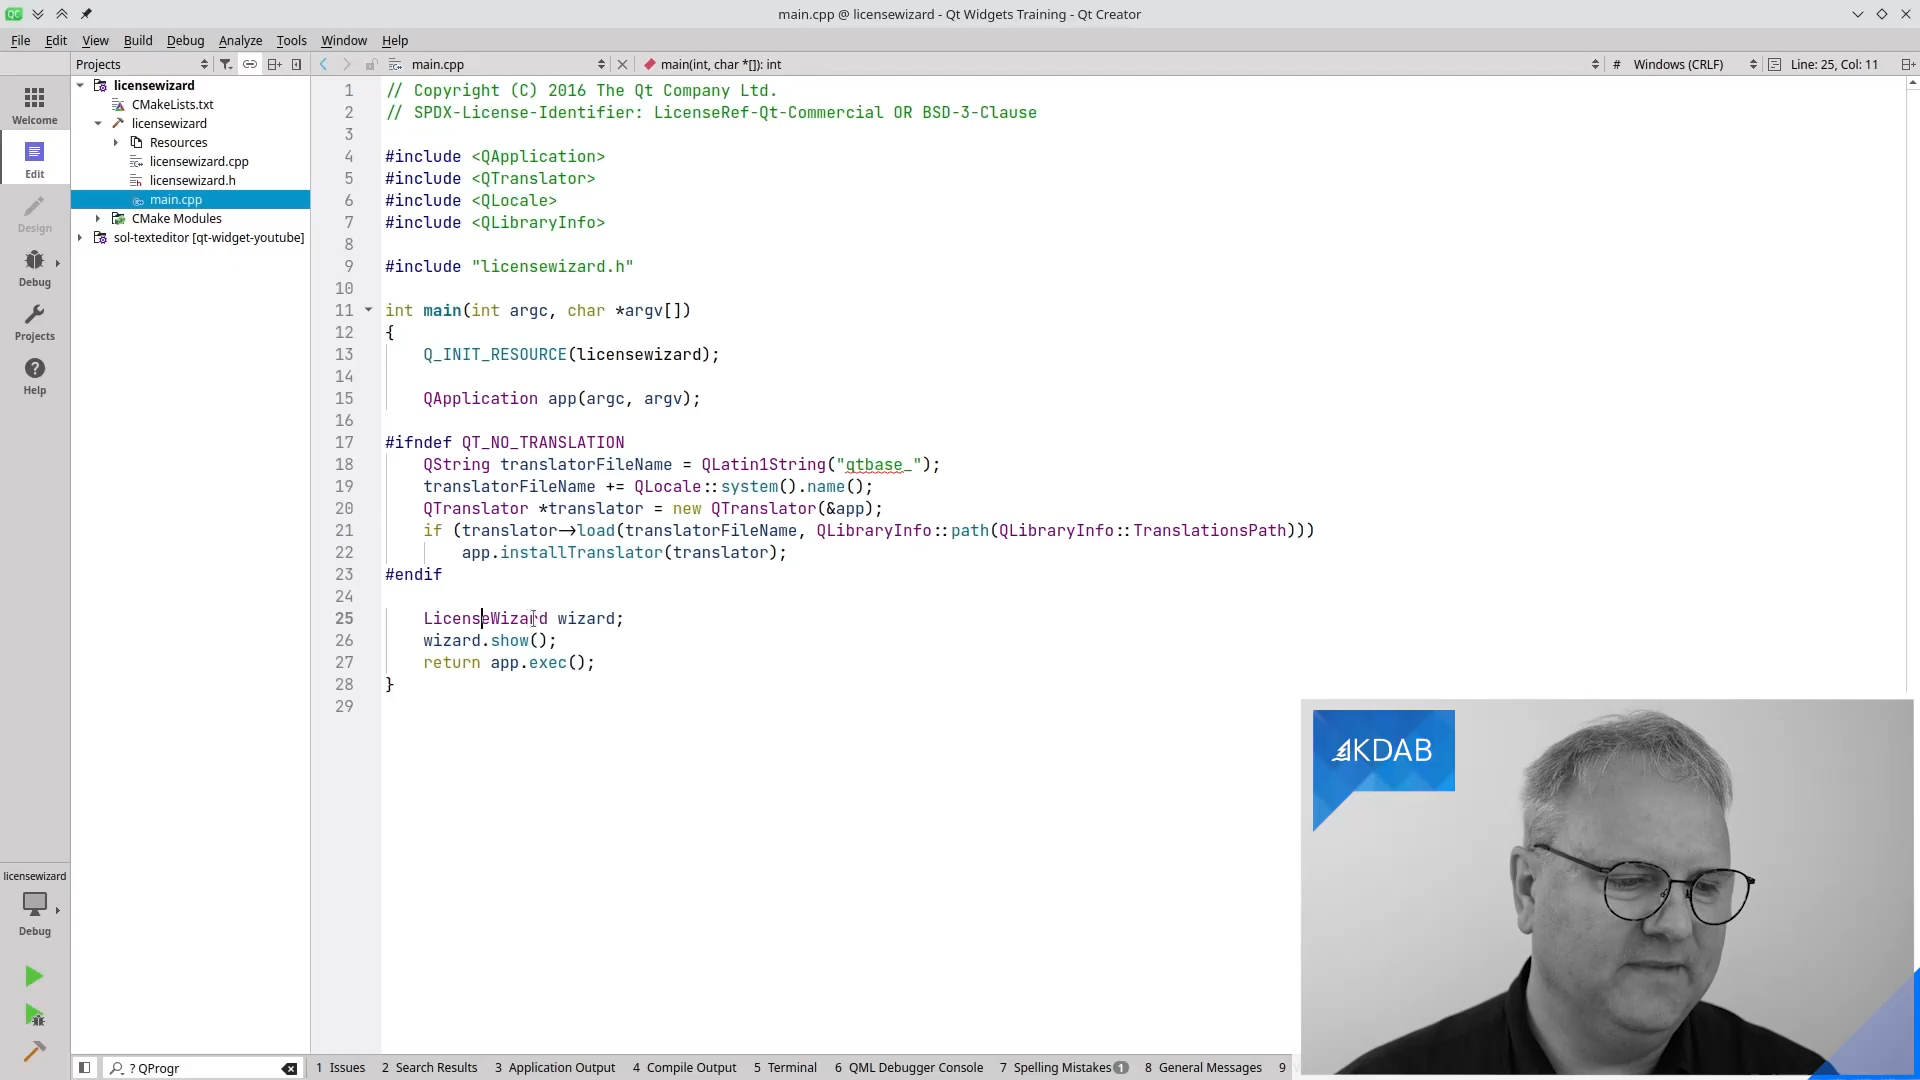 main.cpp @ licensewizard - Qt Widgets Training - Qt Creator
File Edit View Build Debug Analyze Tools Window Help
Projects main.cpp main(int, char *[]): int # Windows (CRLF) Line: 25, Col: 11
licensewizard
CMakeLists.txt
licensewizard
Resources
licensewizard.cpp
licensewizard.h
main.cpp
CMake Modules
sol-texteditor [qt-widget-youtube]
Welcome
Edit
Design
Debug
Projects
Help
licensewizard
Debug
1 // Copyright (C) 2016 The Qt Company Ltd.
2 // SPDX-License-Identifier: LicenseRef-Qt-Commercial OR BSD-3-Clause
3
4 #include <QApplication>
5 #include <QTranslator>
6 #include <QLocale>
7 #include <QLibraryInfo>
8
9 #include "licensewizard.h"
10
11 int main(int argc, char *argv[])
12 {
13 Q_INIT_RESOURCE(licensewizard);
14
15 QApplication app(argc, argv);
16
17 #ifndef QT_NO_TRANSLATION
18 QString translatorFileName = QLatin1String("qtbase_");
19 translatorFileName += QLocale::system().name();
20 QTranslator *translator = new QTranslator(&app);
21 if (translator->load(translatorFileName, QLibraryInfo::path(QLibraryInfo::TranslationsPath)))
22 app.installTranslator(translator);
23 #endif
24
25 LicenseWizard wizard;
26 wizard.show();
27 return app.exec();
28 }
29
KDAB
? QProgr 1 Issues 2 Search Results 3 Application Output 4 Compile Output 5 Terminal 6 QML Debugger Console 7 Spelling Mistakes 1 8 General Messages 9